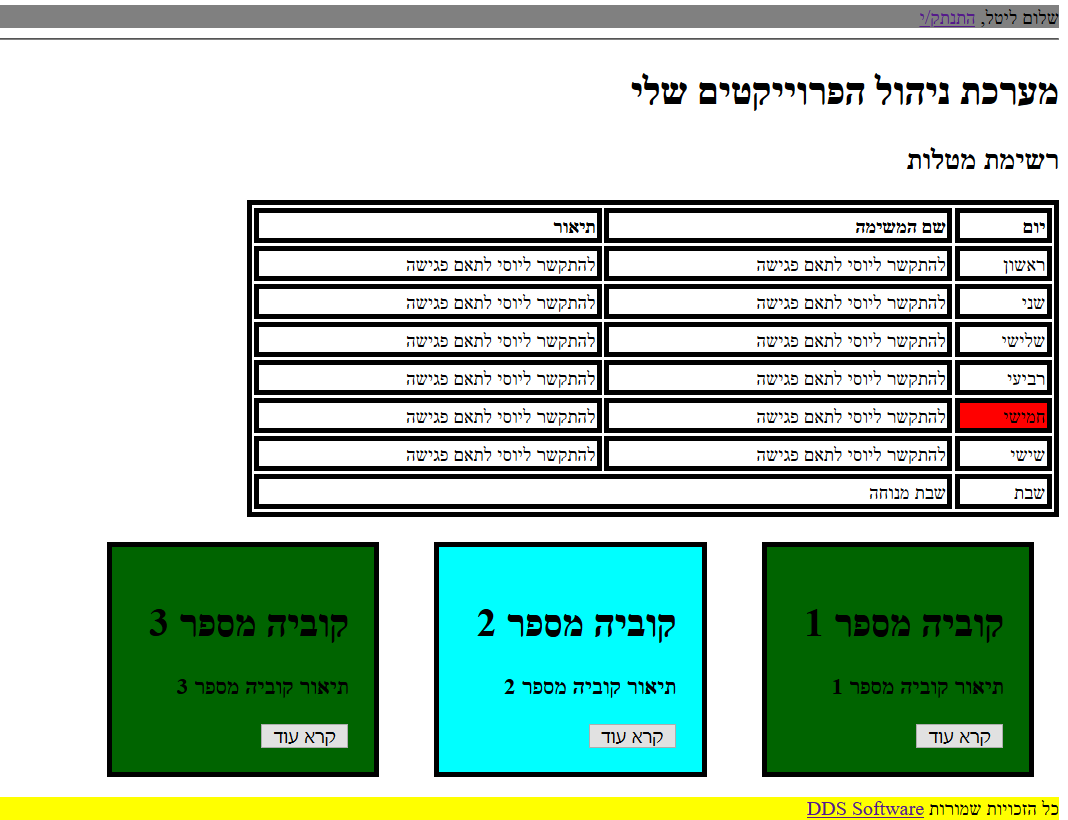 שלום ליטל, התנתק/י
מערכת ניהול הפרוייקטים שלי
רשימת מטלות
יום שם המשימה תיאור
ראשון להתקשר ליוסי לתאם פגישה להתקשר ליוסי לתאם פגישה
שני להתקשר ליוסי לתאם פגישה להתקשר ליוסי לתאם פגישה
שלישי להתקשר ליוסי לתאם פגישה להתקשר ליוסי לתאם פגישה
רביעי להתקשר ליוסי לתאם פגישה להתקשר ליוסי לתאם פגישה
חמישי להתקשר ליוסי לתאם פגישה להתקשר ליוסי לתאם פגישה
שישי להתקשר ליוסי לתאם פגישה להתקשר ליוסי לתאם פגישה
שבת שבת מנוחה
קוביה מספר 1 קוביה מספר 2 קוביה מספר 3
תיאור קוביה מספר 1 תיאור קוביה מספר 2 תיאור קוביה מספר 3
קרא עוד קרא עוד קרא עוד
כל הזכויות שמורות DDS Software